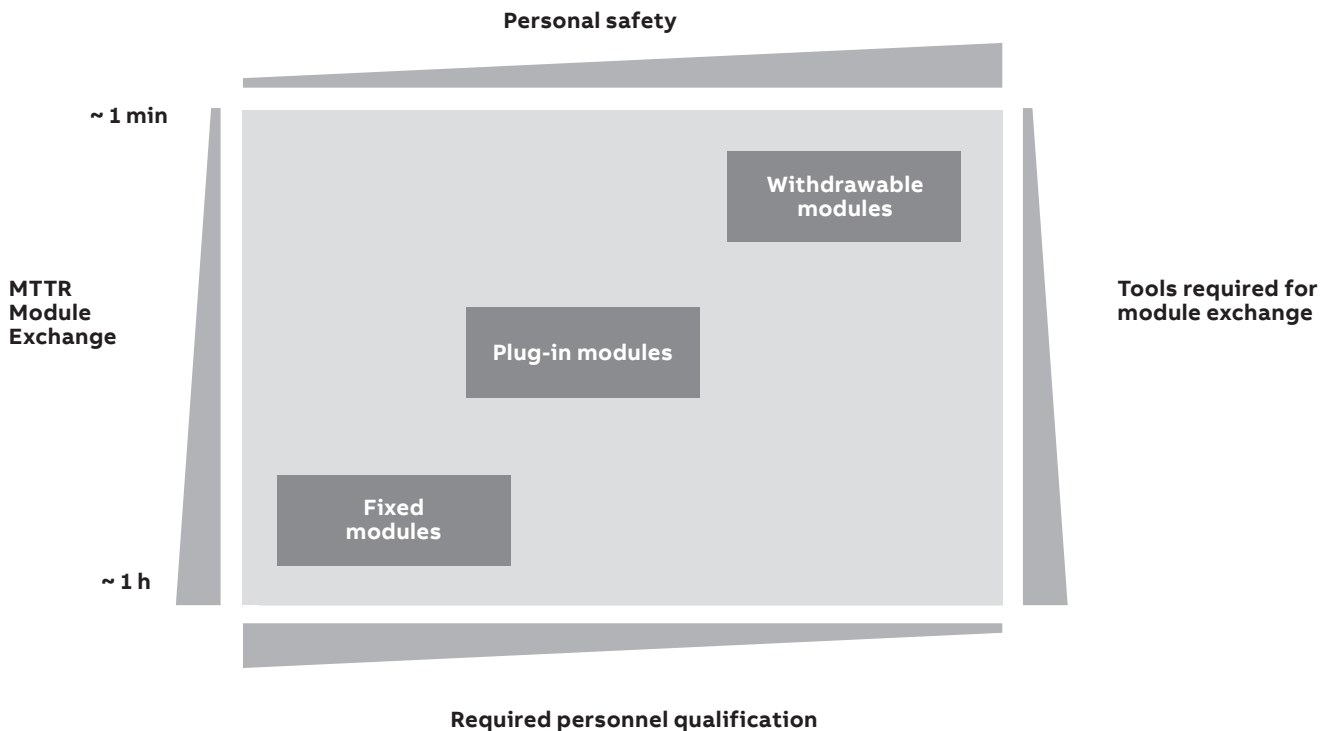 Personal safety
~ 1 min
Withdrawable
modules
MTTR
Module
Exchange
Tools required for
module exchange
Plug-in modules
Fixed
modules
~ 1 h
Required personnel qualification